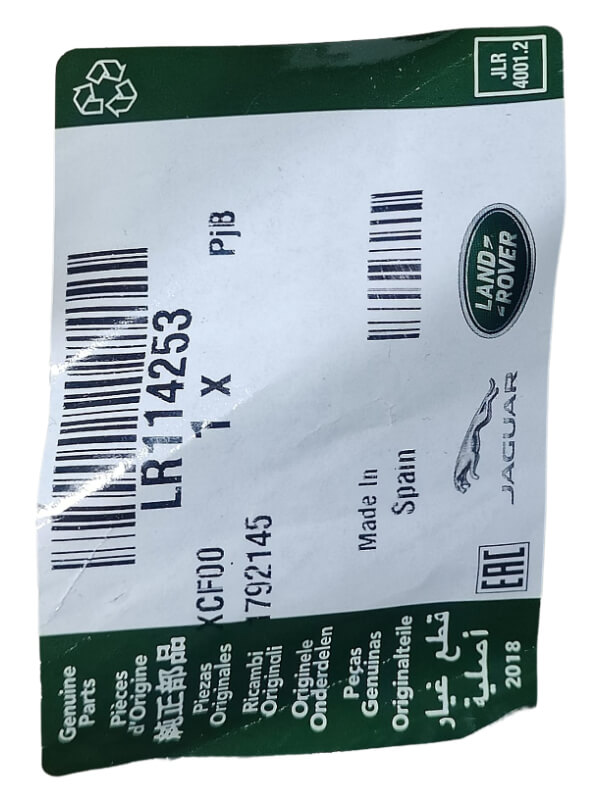 Genuine
Parts
Pièces
d'Origine
純正部品
Piezas
Originales
Ricambi
Originali
Originele
Onderdelen
Peças
Genuinas
Originalteile
قطع غيار
أصلية
2018
LR114253
1 X
PjB
XCF00
1792145
Made In
Spain
EAC
JAGUAR
LAND
ROVER
JLR
4001.2